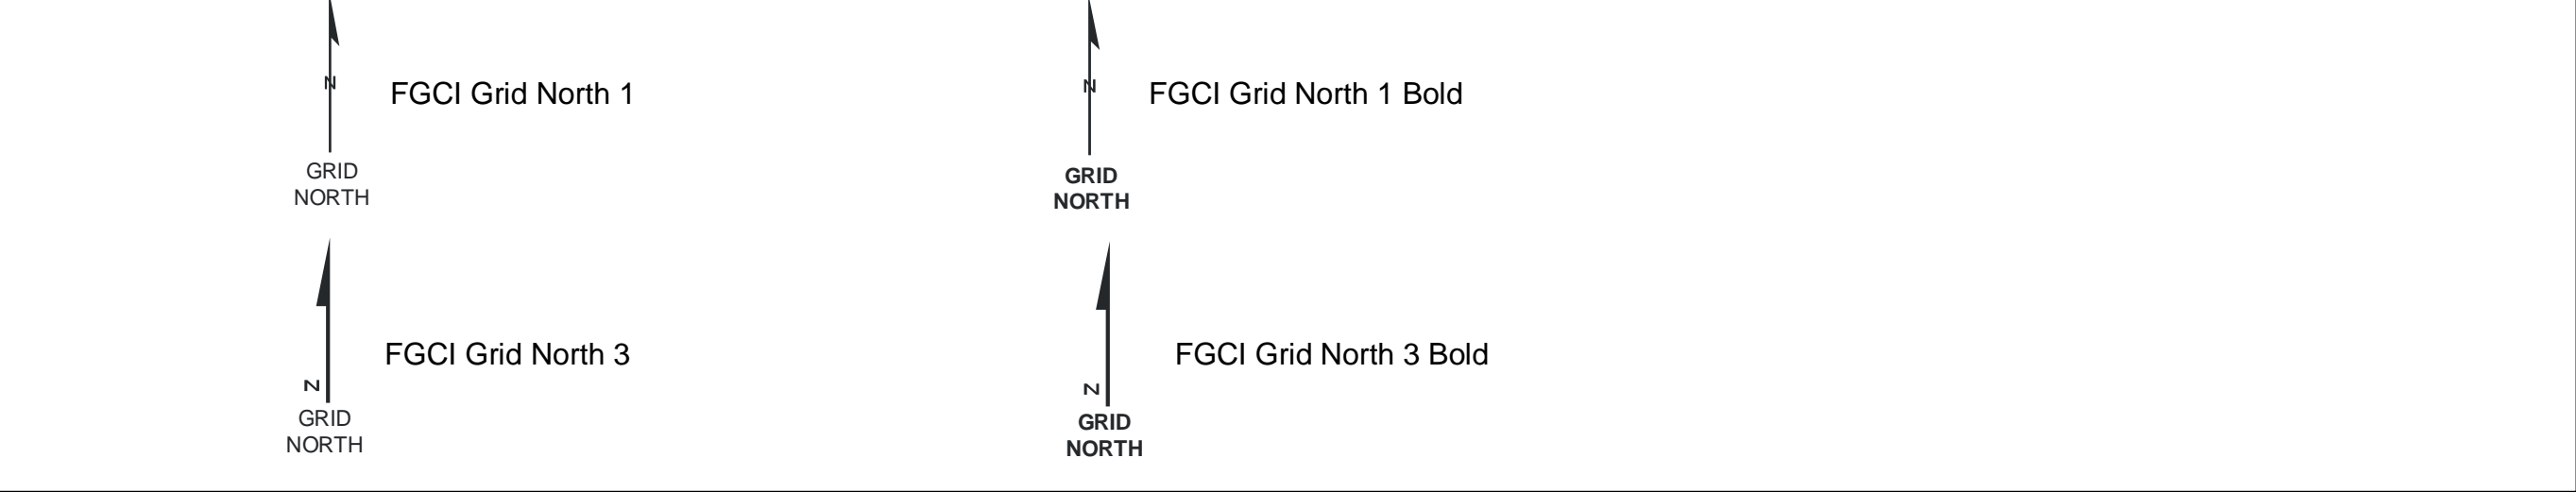 N
FGCI Grid North 1
GRID
NORTH
N
FGCI Grid North 1 Bold
GRID
NORTH
FGCI Grid North 3
N
GRID
NORTH
FGCI Grid North 3 Bold
N
GRID
NORTH